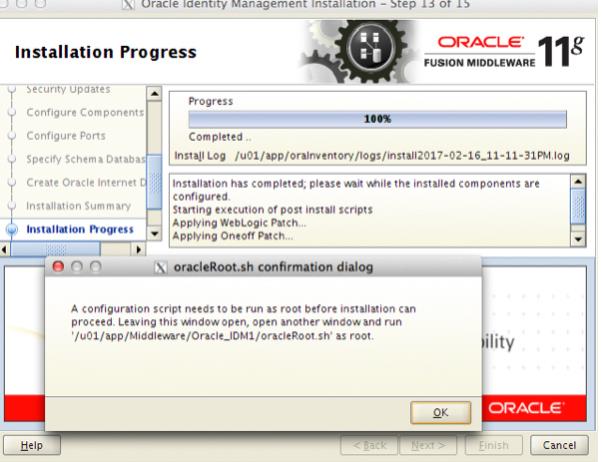 Oracle Identity Management Installation - Step 13 of 15
Installation Progress
ORACLE
FUSION MIDDLEWARE 11g
Security Updates
Configure Components
Configure Ports
Specify Schema Databas
Create Oracle Internet D
Installation Summary
Installation Progress
Progress
100%
Completed ..
Install Log /u01/app/oraInventory/logs/install2017-02-16_11-11-31PM.log
Installation has completed; please wait while the installed components are
configured.
Starting execution of post install scripts
Applying WebLogic Patch...
Applying Oneoff Patch...
oracleRoot.sh confirmation dialog
A configuration script needs to be run as root before installation can
proceed. Leaving this window open, open another window and run
'/u01/app/Middleware/Oracle_IDM1/oracleRoot.sh' as root.
OK
bility
ORACLE
Help
< Back
Next >
Finish
Cancel